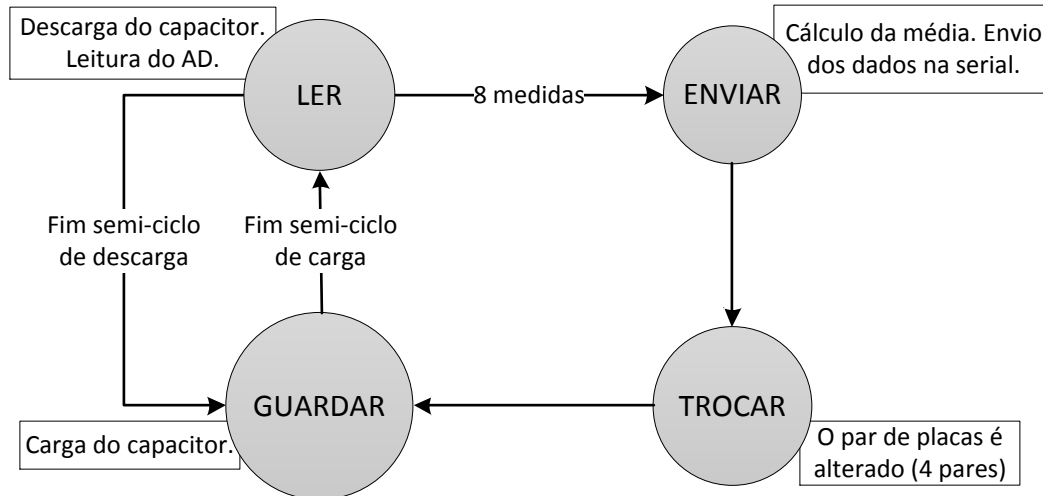 Descarga do capacitor.
Leitura do AD.
LER
8 medidas
ENVIAR
Cálculo da média. Envio
dos dados na serial.
Fim semi-ciclo
de descarga
Fim semi-ciclo
de carga
GUARDAR
TROCAR
Carga do capacitor.
O par de placas é
alterado (4 pares)